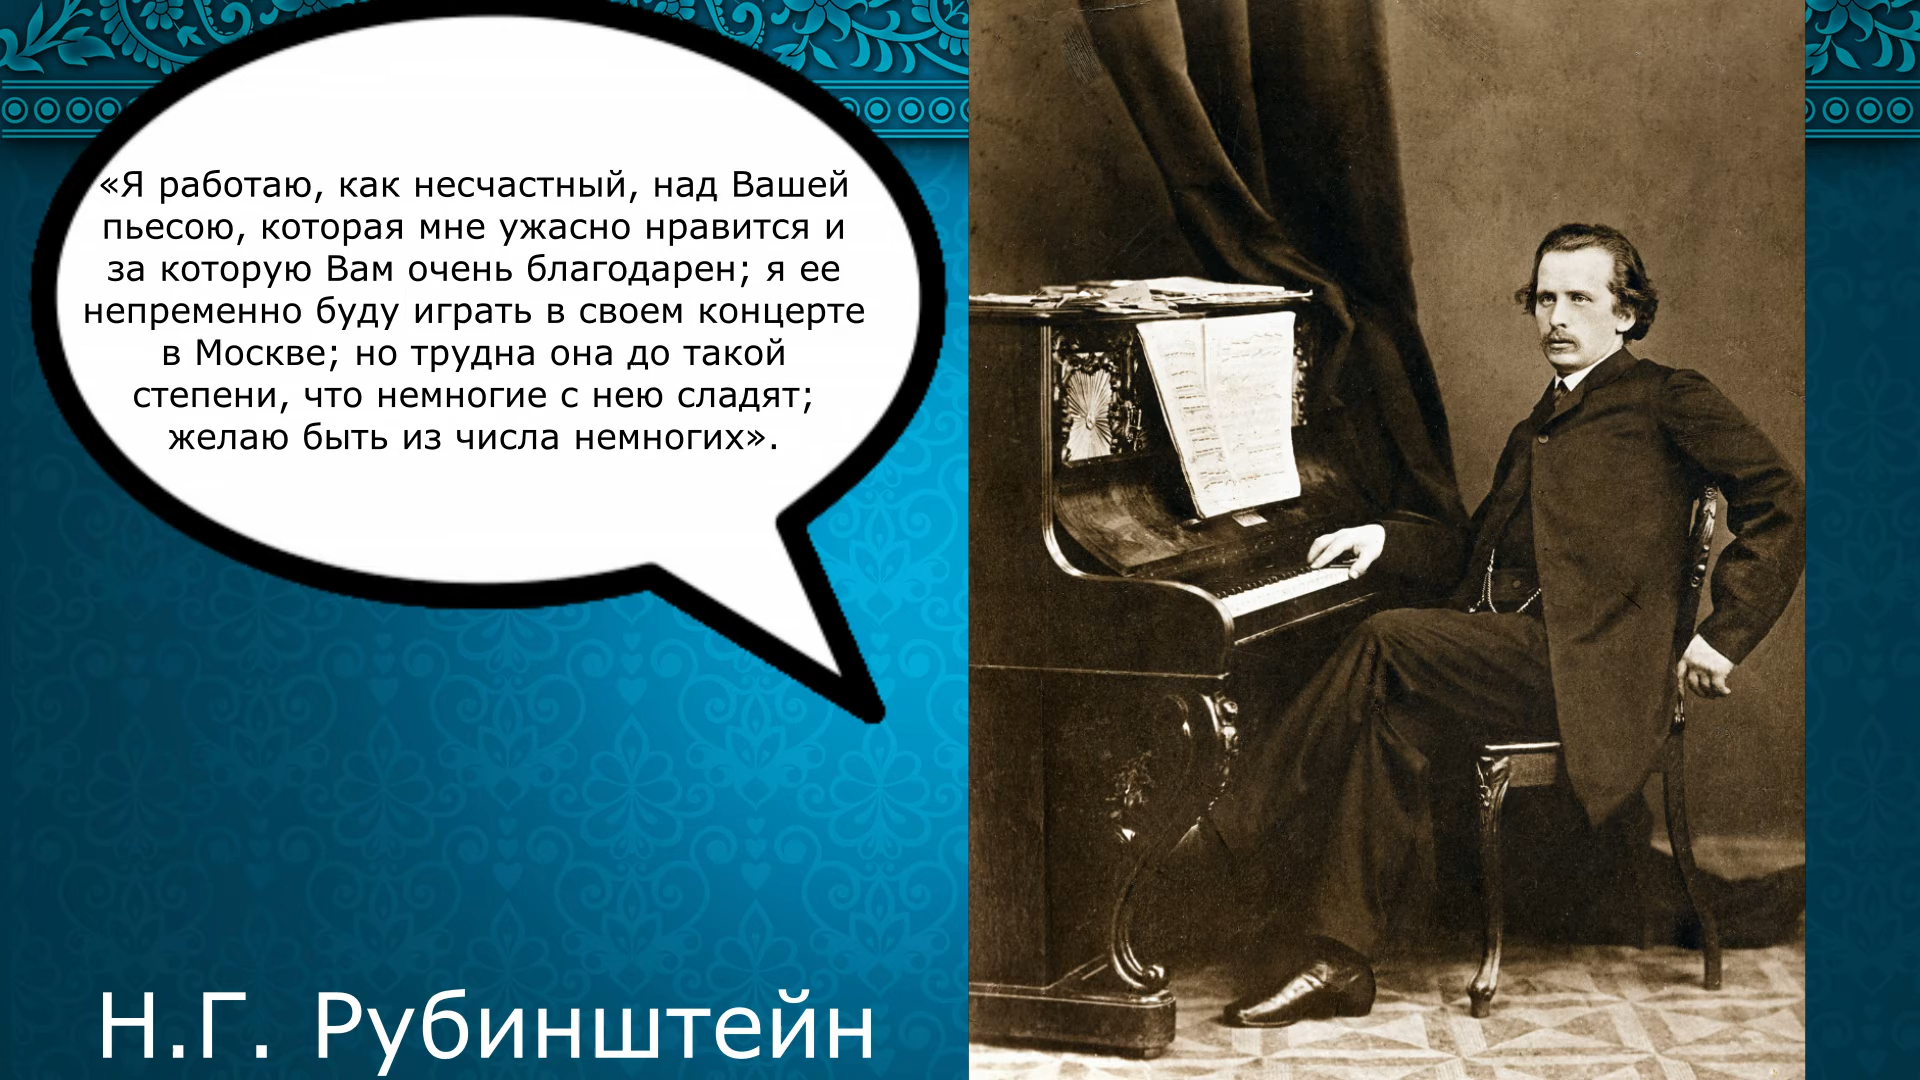 «Я работаю, как несчастный, над Вашей
пьесою, которая мне ужасно нравится и
за которую Вам очень благодарен; я ее
непременно буду играть в своем концерте
в Москве; но трудна она до такой
степени, что немногие с нею сладят;
желаю быть из числа немногих».
Н.Г. Рубинштейн